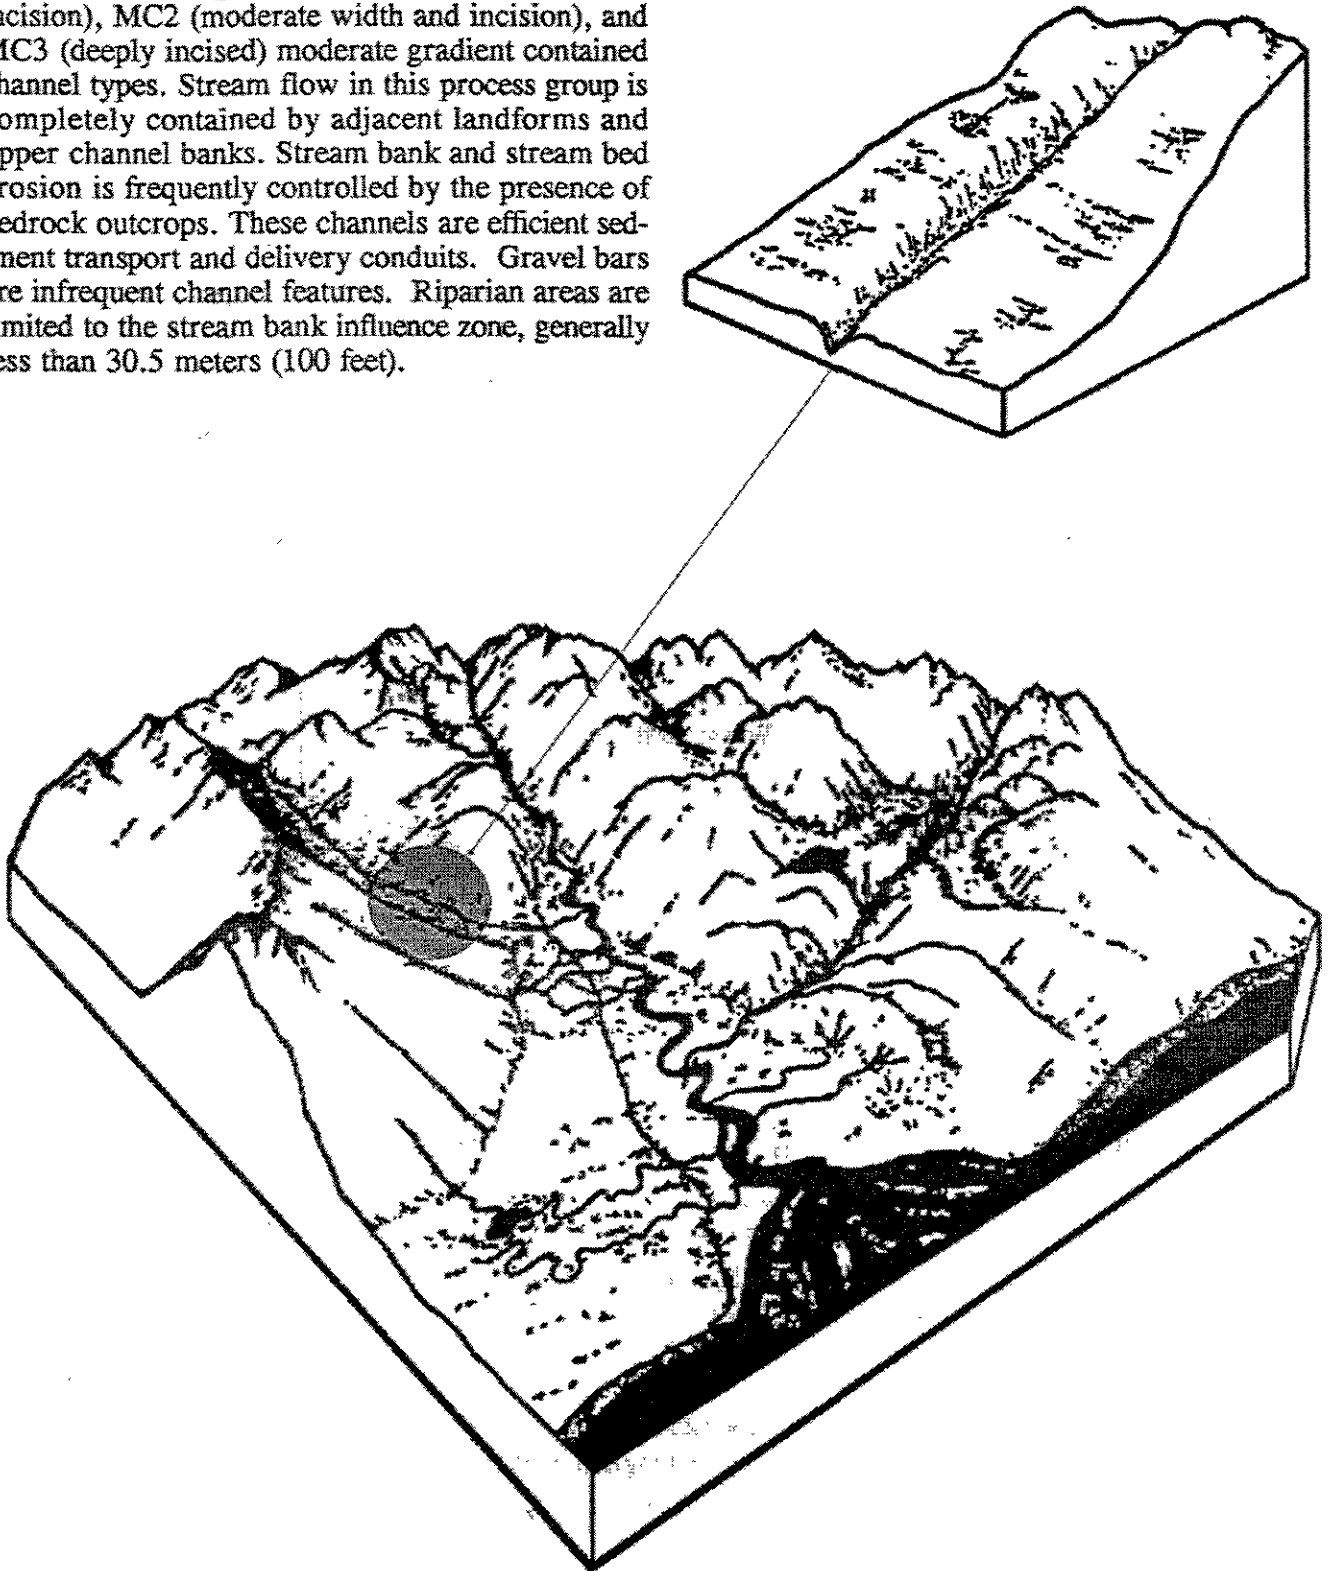 ncision), MC2 (moderate width and incision), and
MC3 (deeply incised) moderate gradient contained
hannel types. Stream flow in this process group is
ompletely contained by adjacent landforms and
pper channel banks. Stream bank and stream bed
rosion is frequently controlled by the presence of
edrock outcrops. These channels are efficient sed-
ment transport and delivery conduits. Gravel bars
re infrequent channel features. Riparian areas are
imited to the stream bank influence zone, generally
ess than 30.5 meters (100 feet).